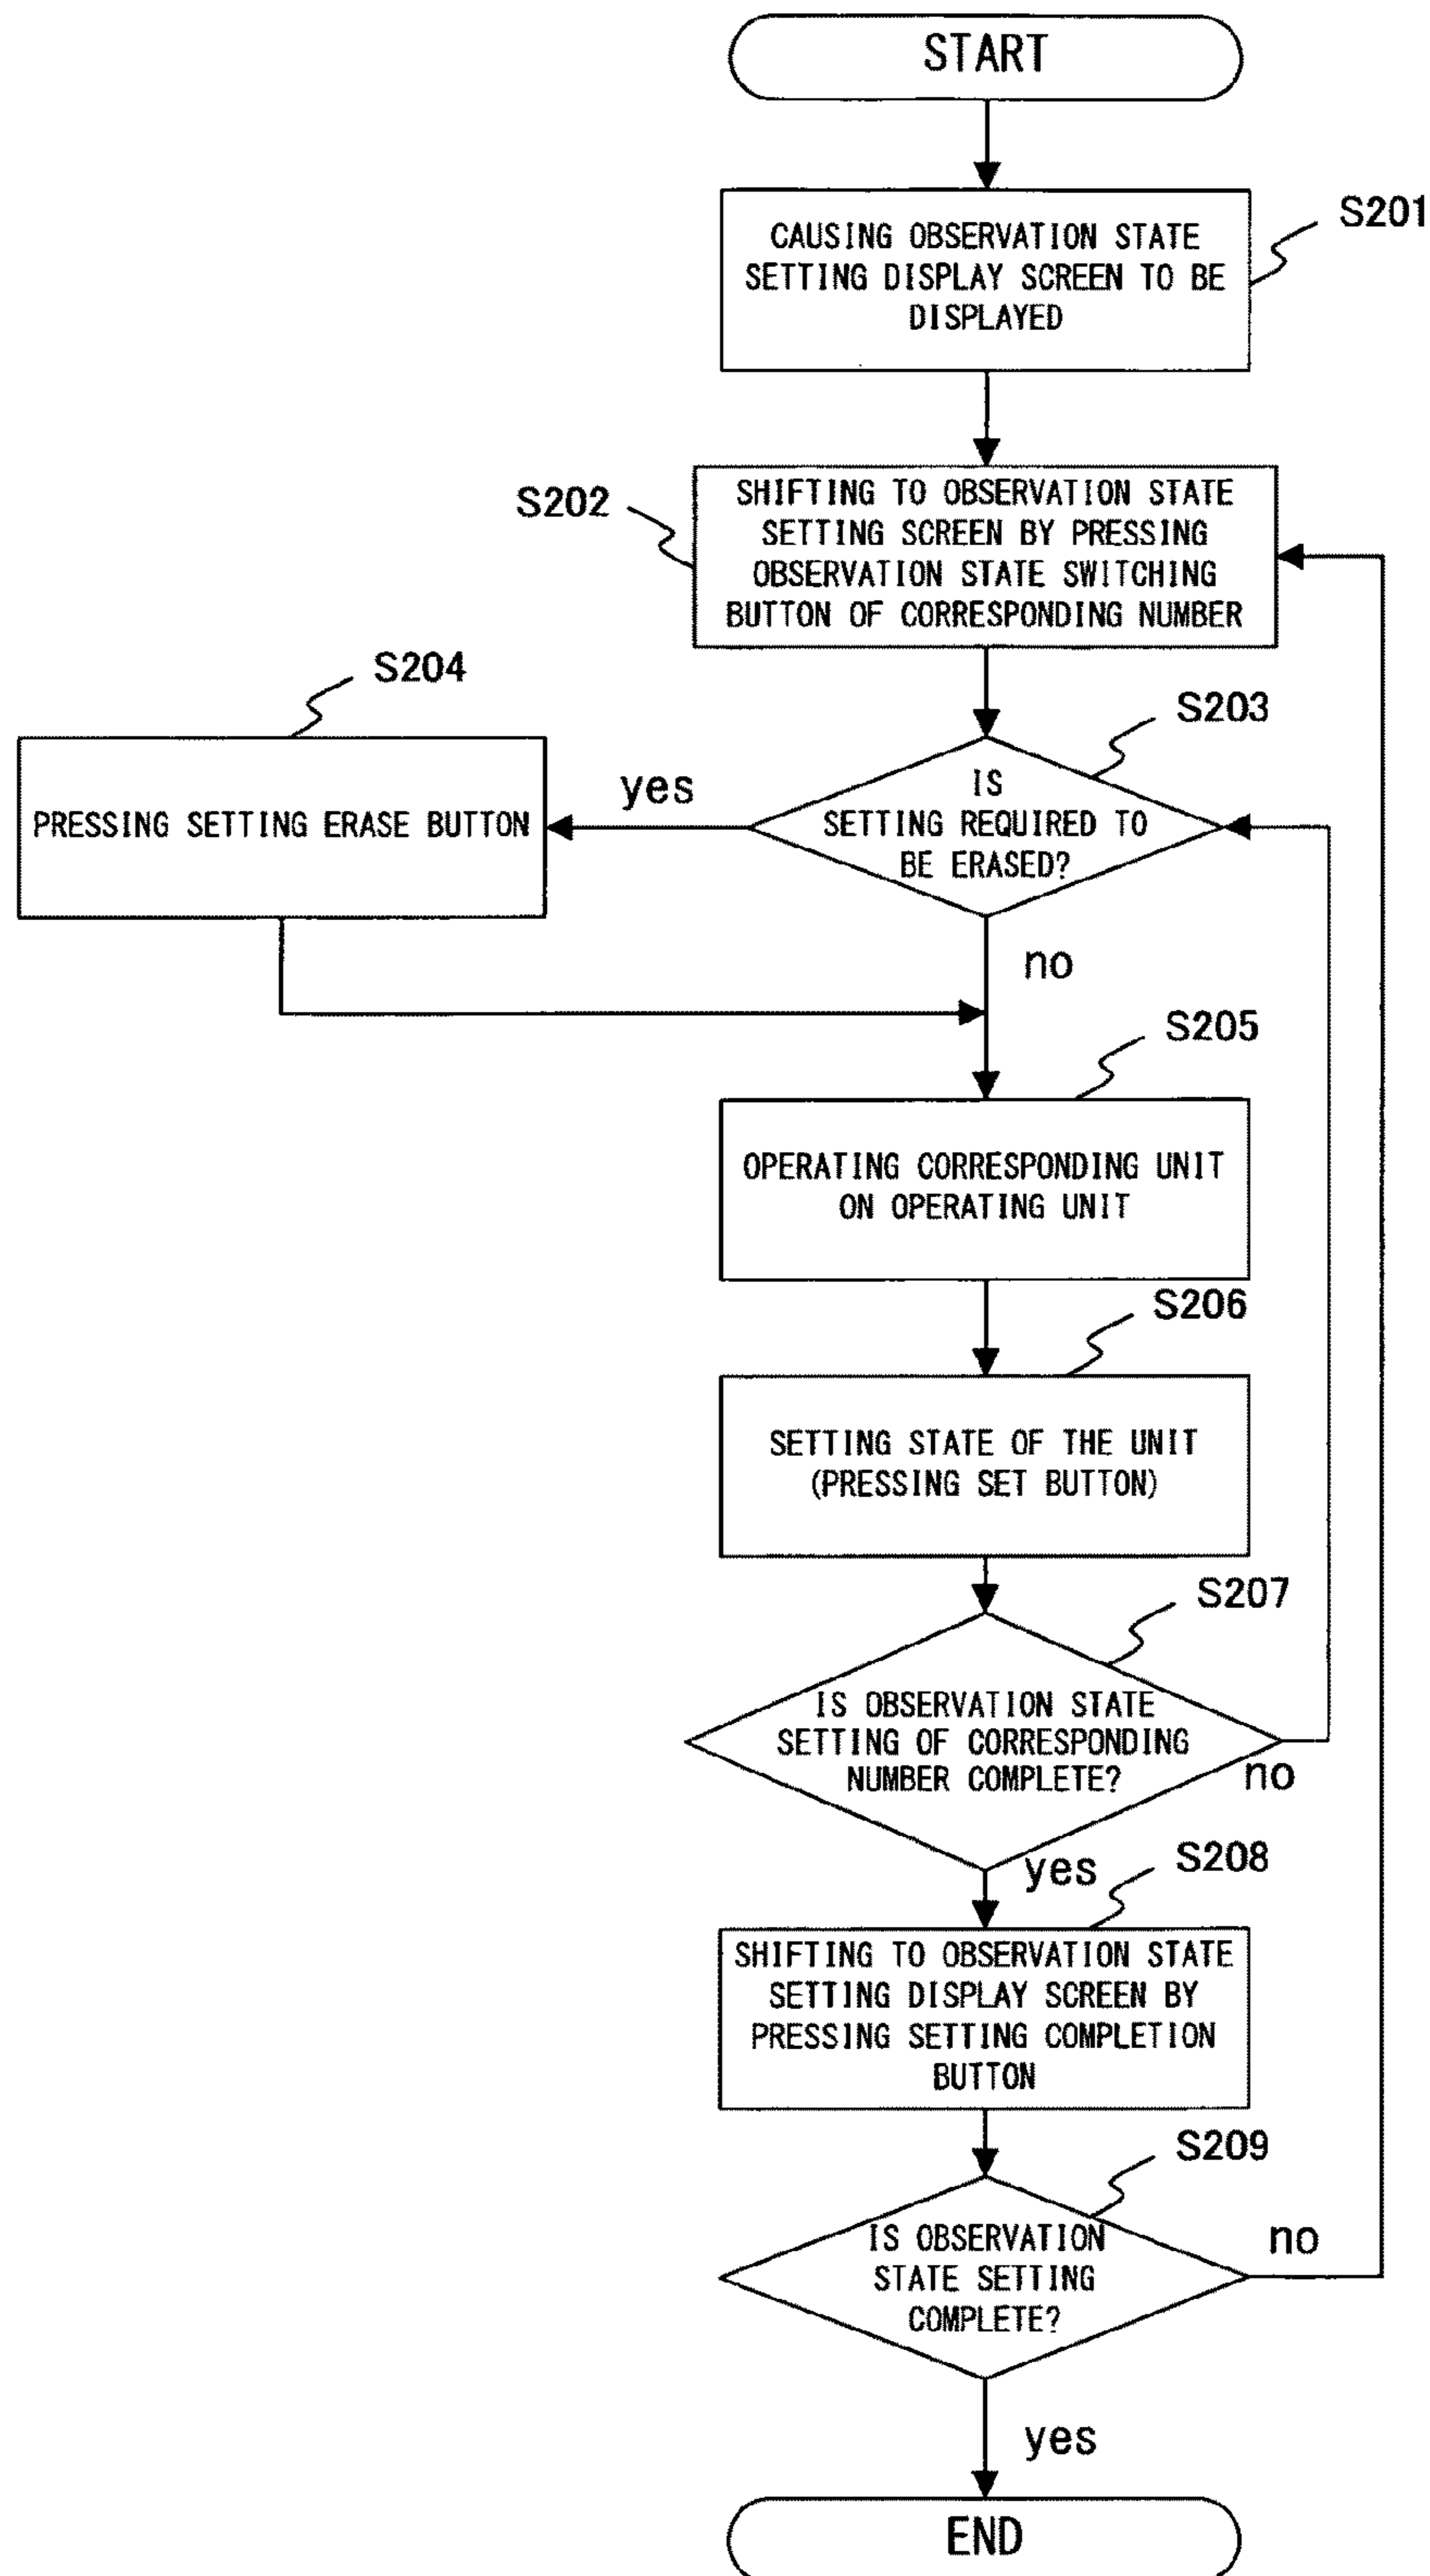 START
S201
CAUSING OBSERVATION STATE
SETTING DISPLAY SCREEN TO BE
DISPLAYED
S202
SHIFTING TO OBSERVATION STATE
SETTING SCREEN BY PRESSING
OBSERVATION STATE SWITCHING
BUTTON OF CORRESPONDING NUMBER
S203
IS
SETTING REQUIRED TO
BE ERASED?
yes
S204
PRESSING SETTING ERASE BUTTON
no
S205
OPERATING CORRESPONDING UNIT
ON OPERATING UNIT
S206
SETTING STATE OF THE UNIT
(PRESSING SET BUTTON)
S207
IS OBSERVATION STATE
SETTING OF CORRESPONDING
NUMBER COMPLETE?
no
yes
S208
SHIFTING TO OBSERVATION STATE
SETTING DISPLAY SCREEN BY
PRESSING SETTING COMPLETION
BUTTON
S209
IS OBSERVATION
STATE SETTING
COMPLETE?
no
yes
END